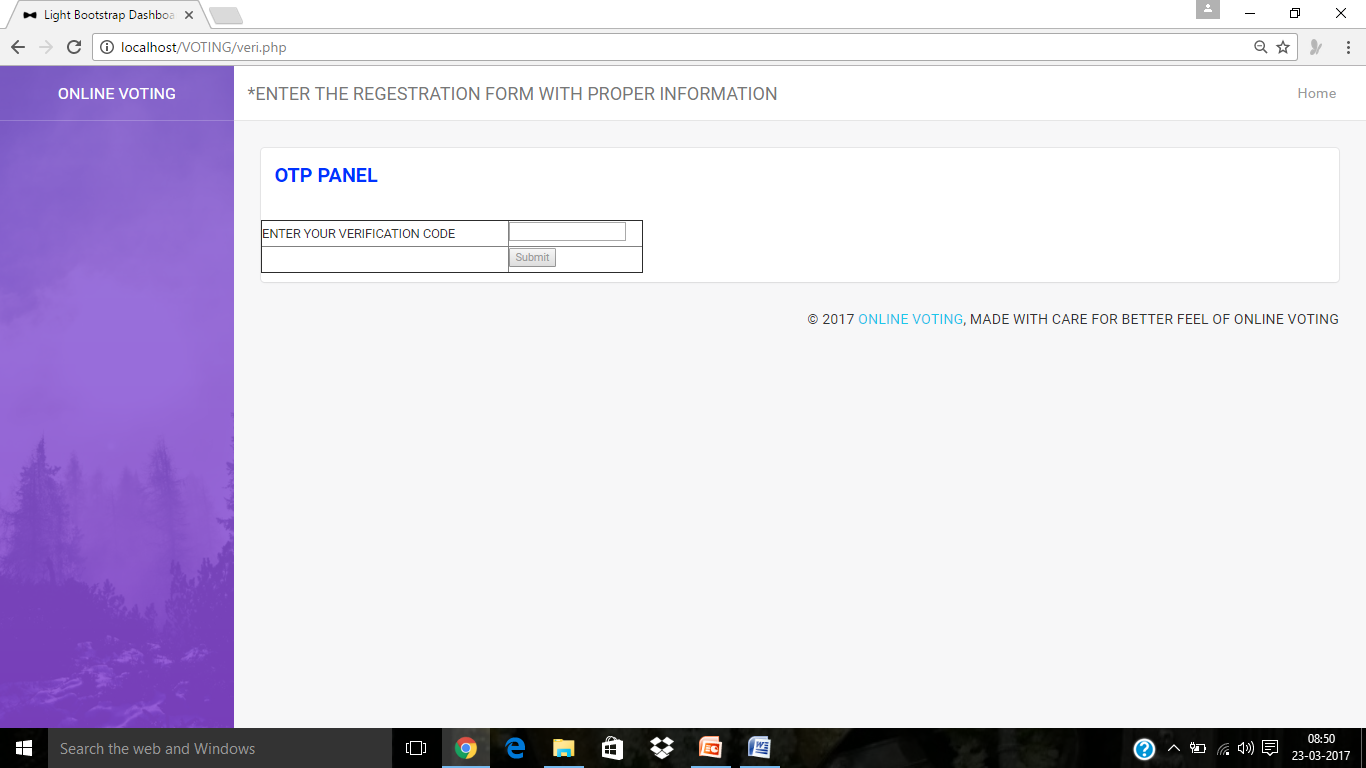 Light Bootstrap Dashboa
localhost/VOTING/veri.php
ONLINE VOTING
*ENTER THE REGESTRATION FORM WITH PROPER INFORMATION
Home
OTP PANEL
ENTER YOUR VERIFICATION CODE
Submit
© 2017 ONLINE VOTING, MADE WITH CARE FOR BETTER FEEL OF ONLINE VOTING
Search the web and Windows
08:50
23-03-2017